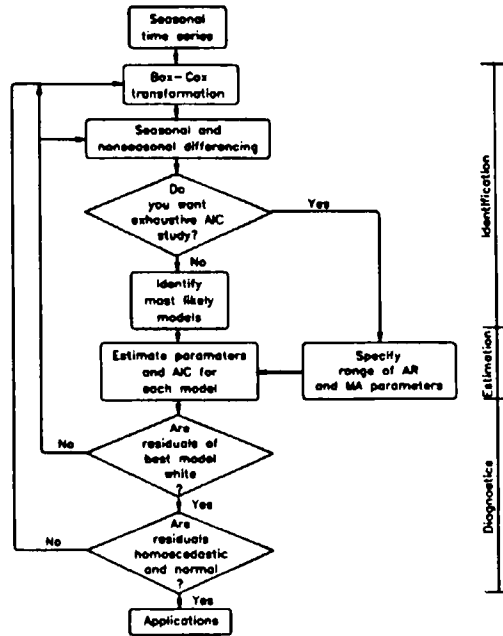 Seasonal
time series
Box-Cox
transformation
Seasonal and
nonseasonal differencing
Do
you want
exhaustive AIC
study?
Yes
No
Identify
most likely
models
Estimate parameters
and AIC for
each model
Specify
range of AR
and MA parameters
Are
residuals of
best model
white
?
No
Yes
Are
residuals
homoscedastic
and normal
?
No
Yes
Applications
Identification
Estimation
Diagnostics